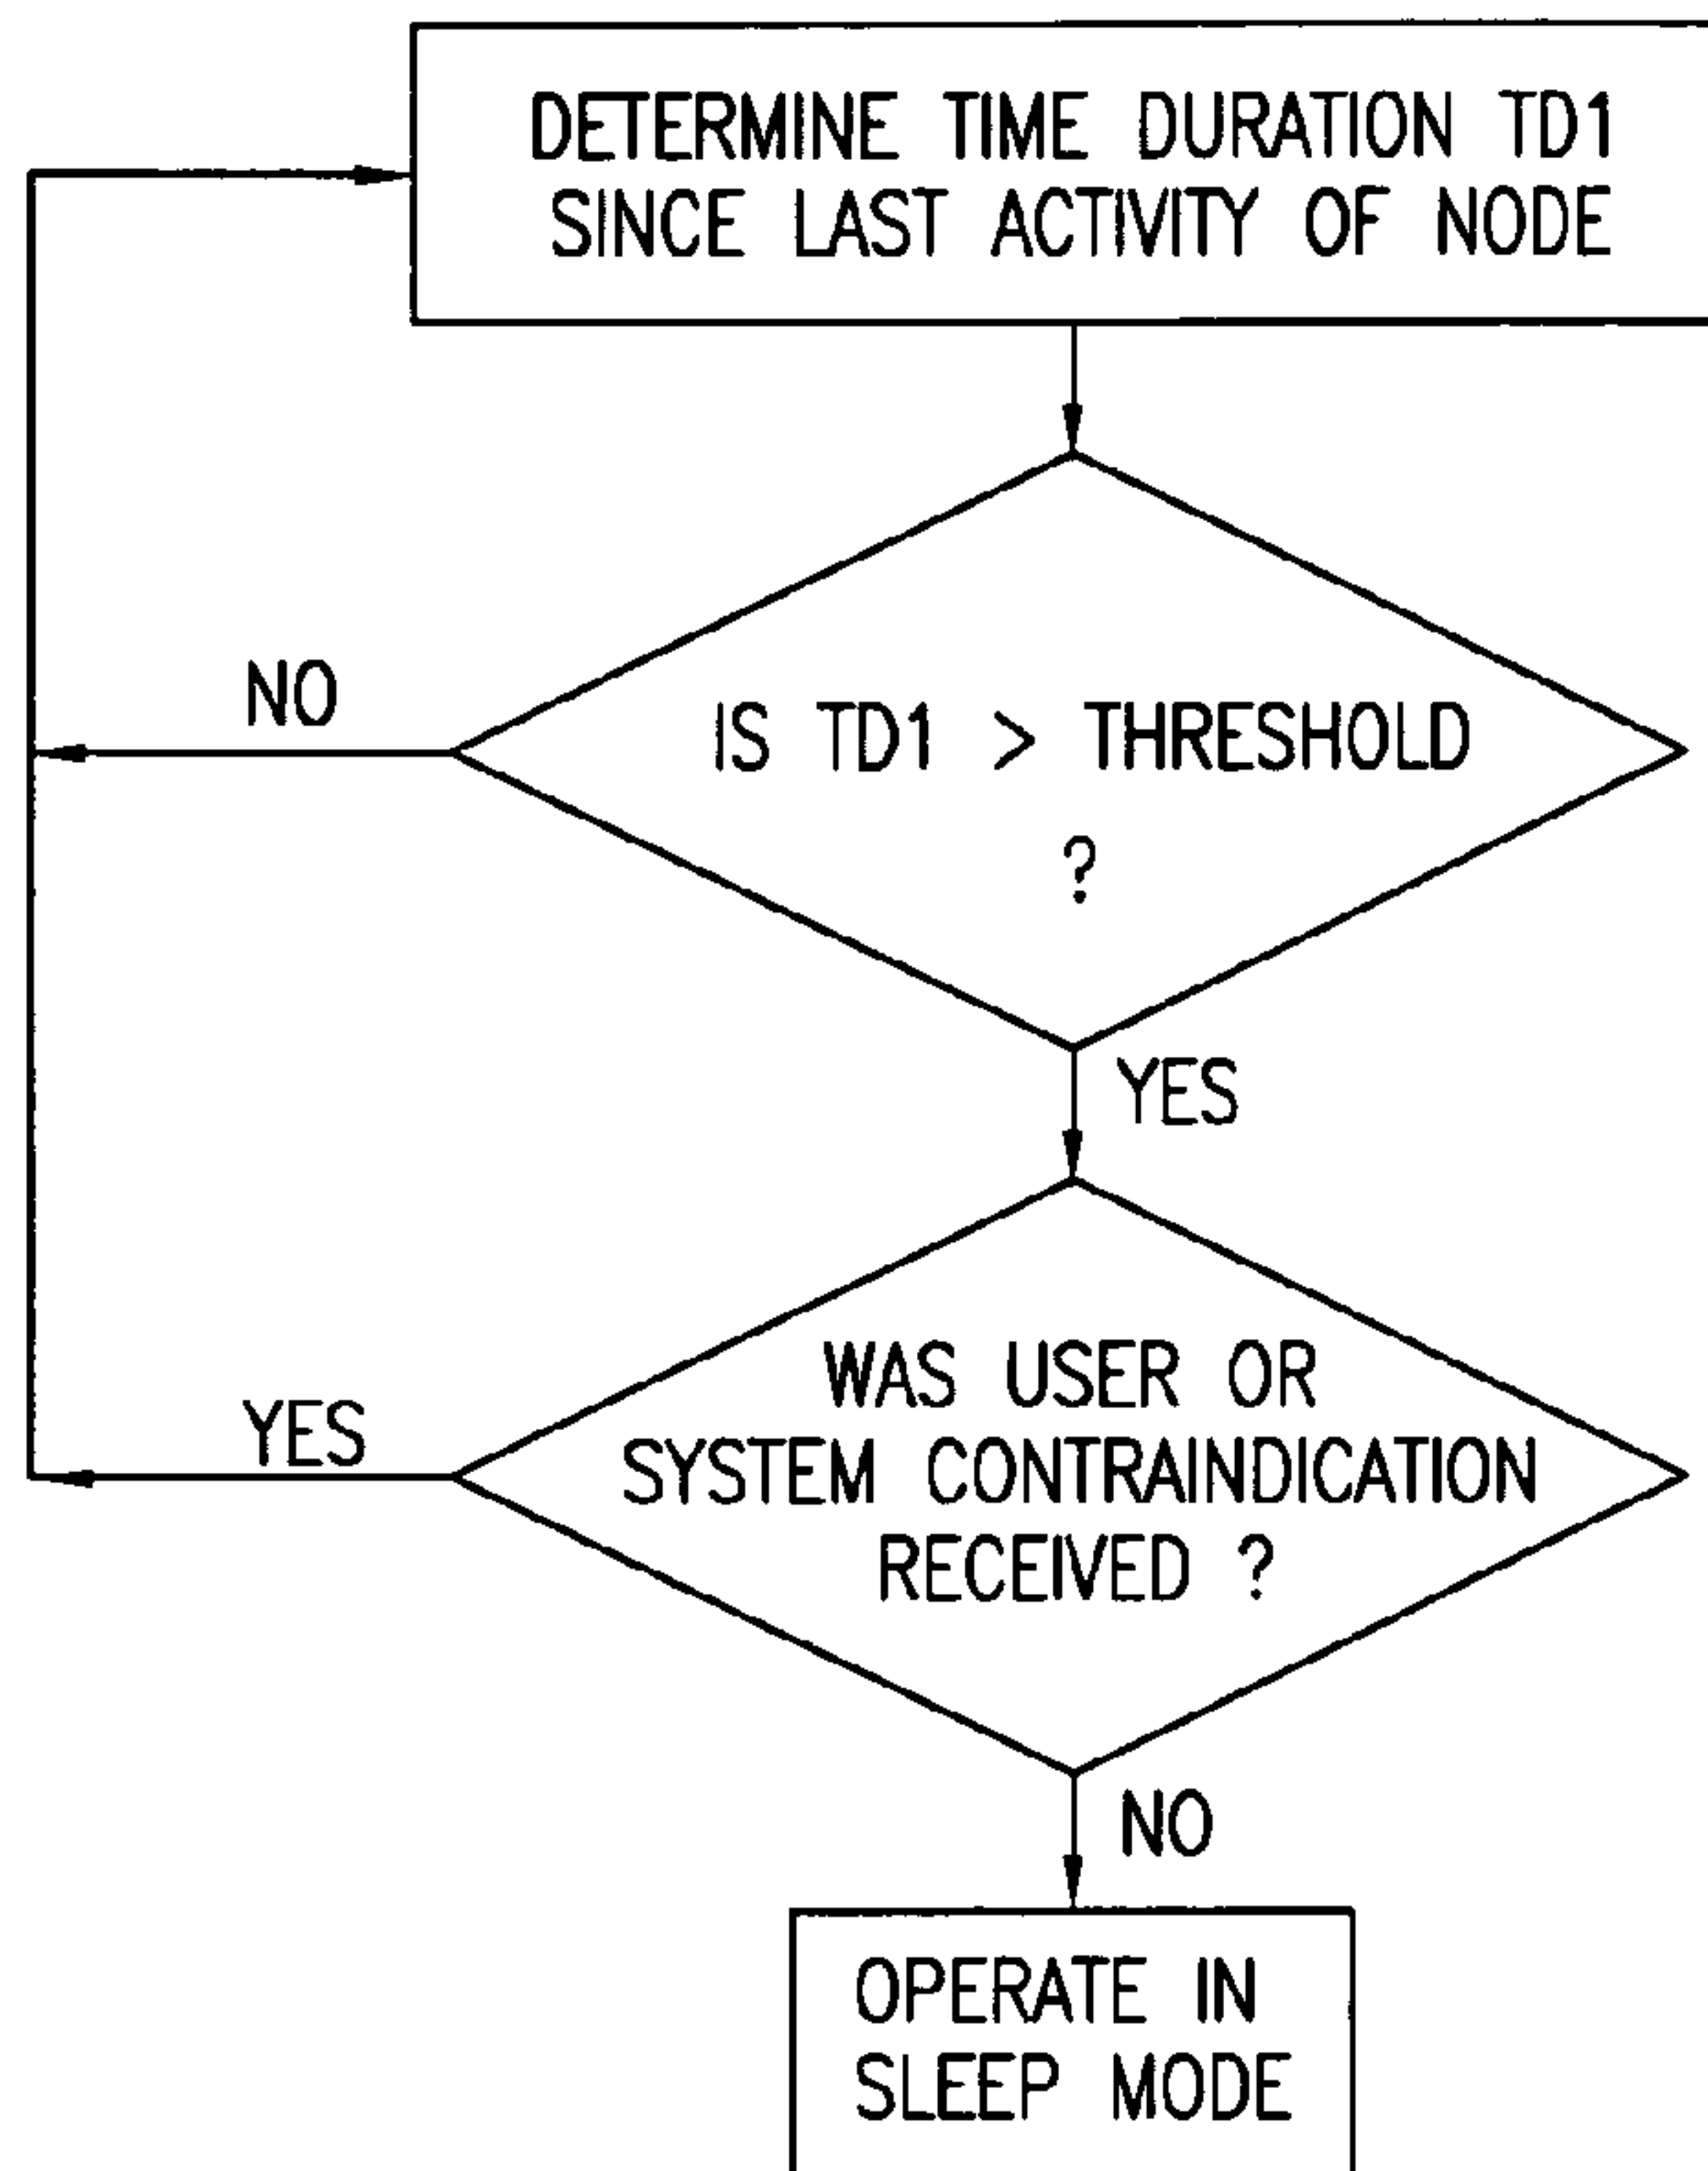 DETERMINE TIME DURATION TD1
SINCE LAST ACTIVITY OF NODE
NO
IS TD1 > THRESHOLD
?
YES
WAS USER OR
SYSTEM CONTRAINDICATION
RECEIVED ?
YES
NO
OPERATE IN
SLEEP MODE